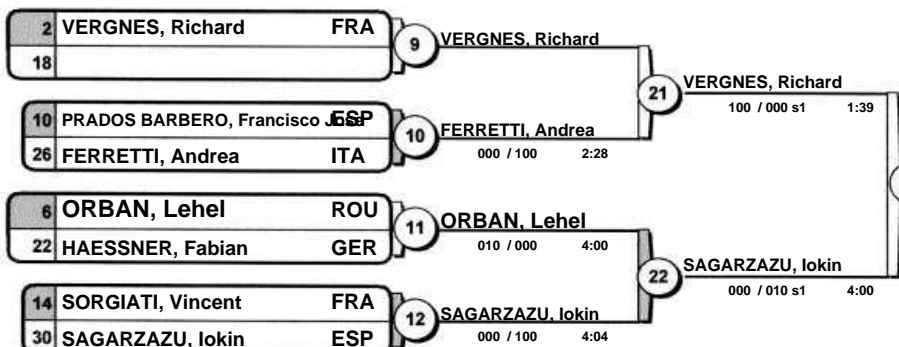 2 VERGNES, Richard FRA
18
9 VERGNES, Richard
10 PRADOS BARBERO, Francisco José ESP
26 FERRETTI, Andrea ITA
10 FERRETTI, Andrea
000 / 100 2:28
21 VERGNES, Richard
100 / 000 s1 1:39
6 ORBAN, Lehel ROU
22 HAESSNER, Fabian GER
11 ORBAN, Lehel
010 / 000 4:00
14 SORGIATI, Vincent FRA
30 SAGARZAZU, Iokin ESP
12 SAGARZAZU, Iokin
000 / 100 4:04
22 SAGARZAZU, Iokin
000 / 010 s1 4:00